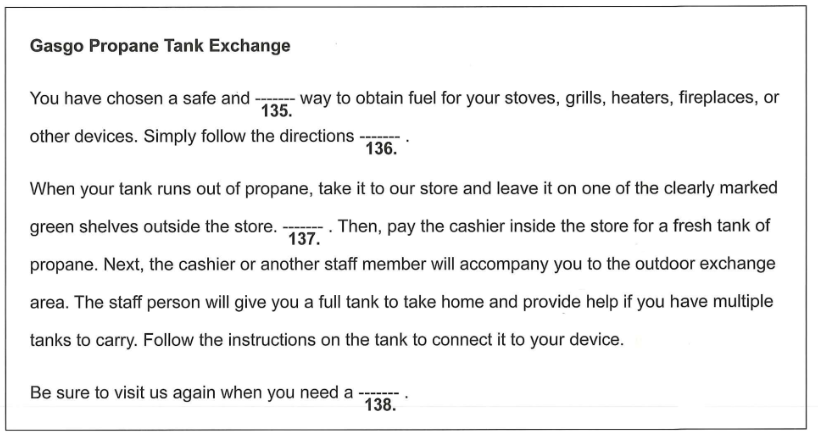 Gasgo Propane Tank Exchange
You have chosen a safe and ------- way to obtain fuel for your stoves, grills, heaters, fireplaces, or
135.
other devices. Simply follow the directions ------- .
136.
When your tank runs out of propane, take it to our store and leave it on one of the clearly marked
green shelves outside the store. ------- . Then, pay the cashier inside the store for a fresh tank of
137.
propane. Next, the cashier or another staff member will accompany you to the outdoor exchange
area. The staff person will give you a full tank to take home and provide help if you have multiple
tanks to carry. Follow the instructions on the tank to connect it to your device.
Be sure to visit us again when you need a ------- .
138.